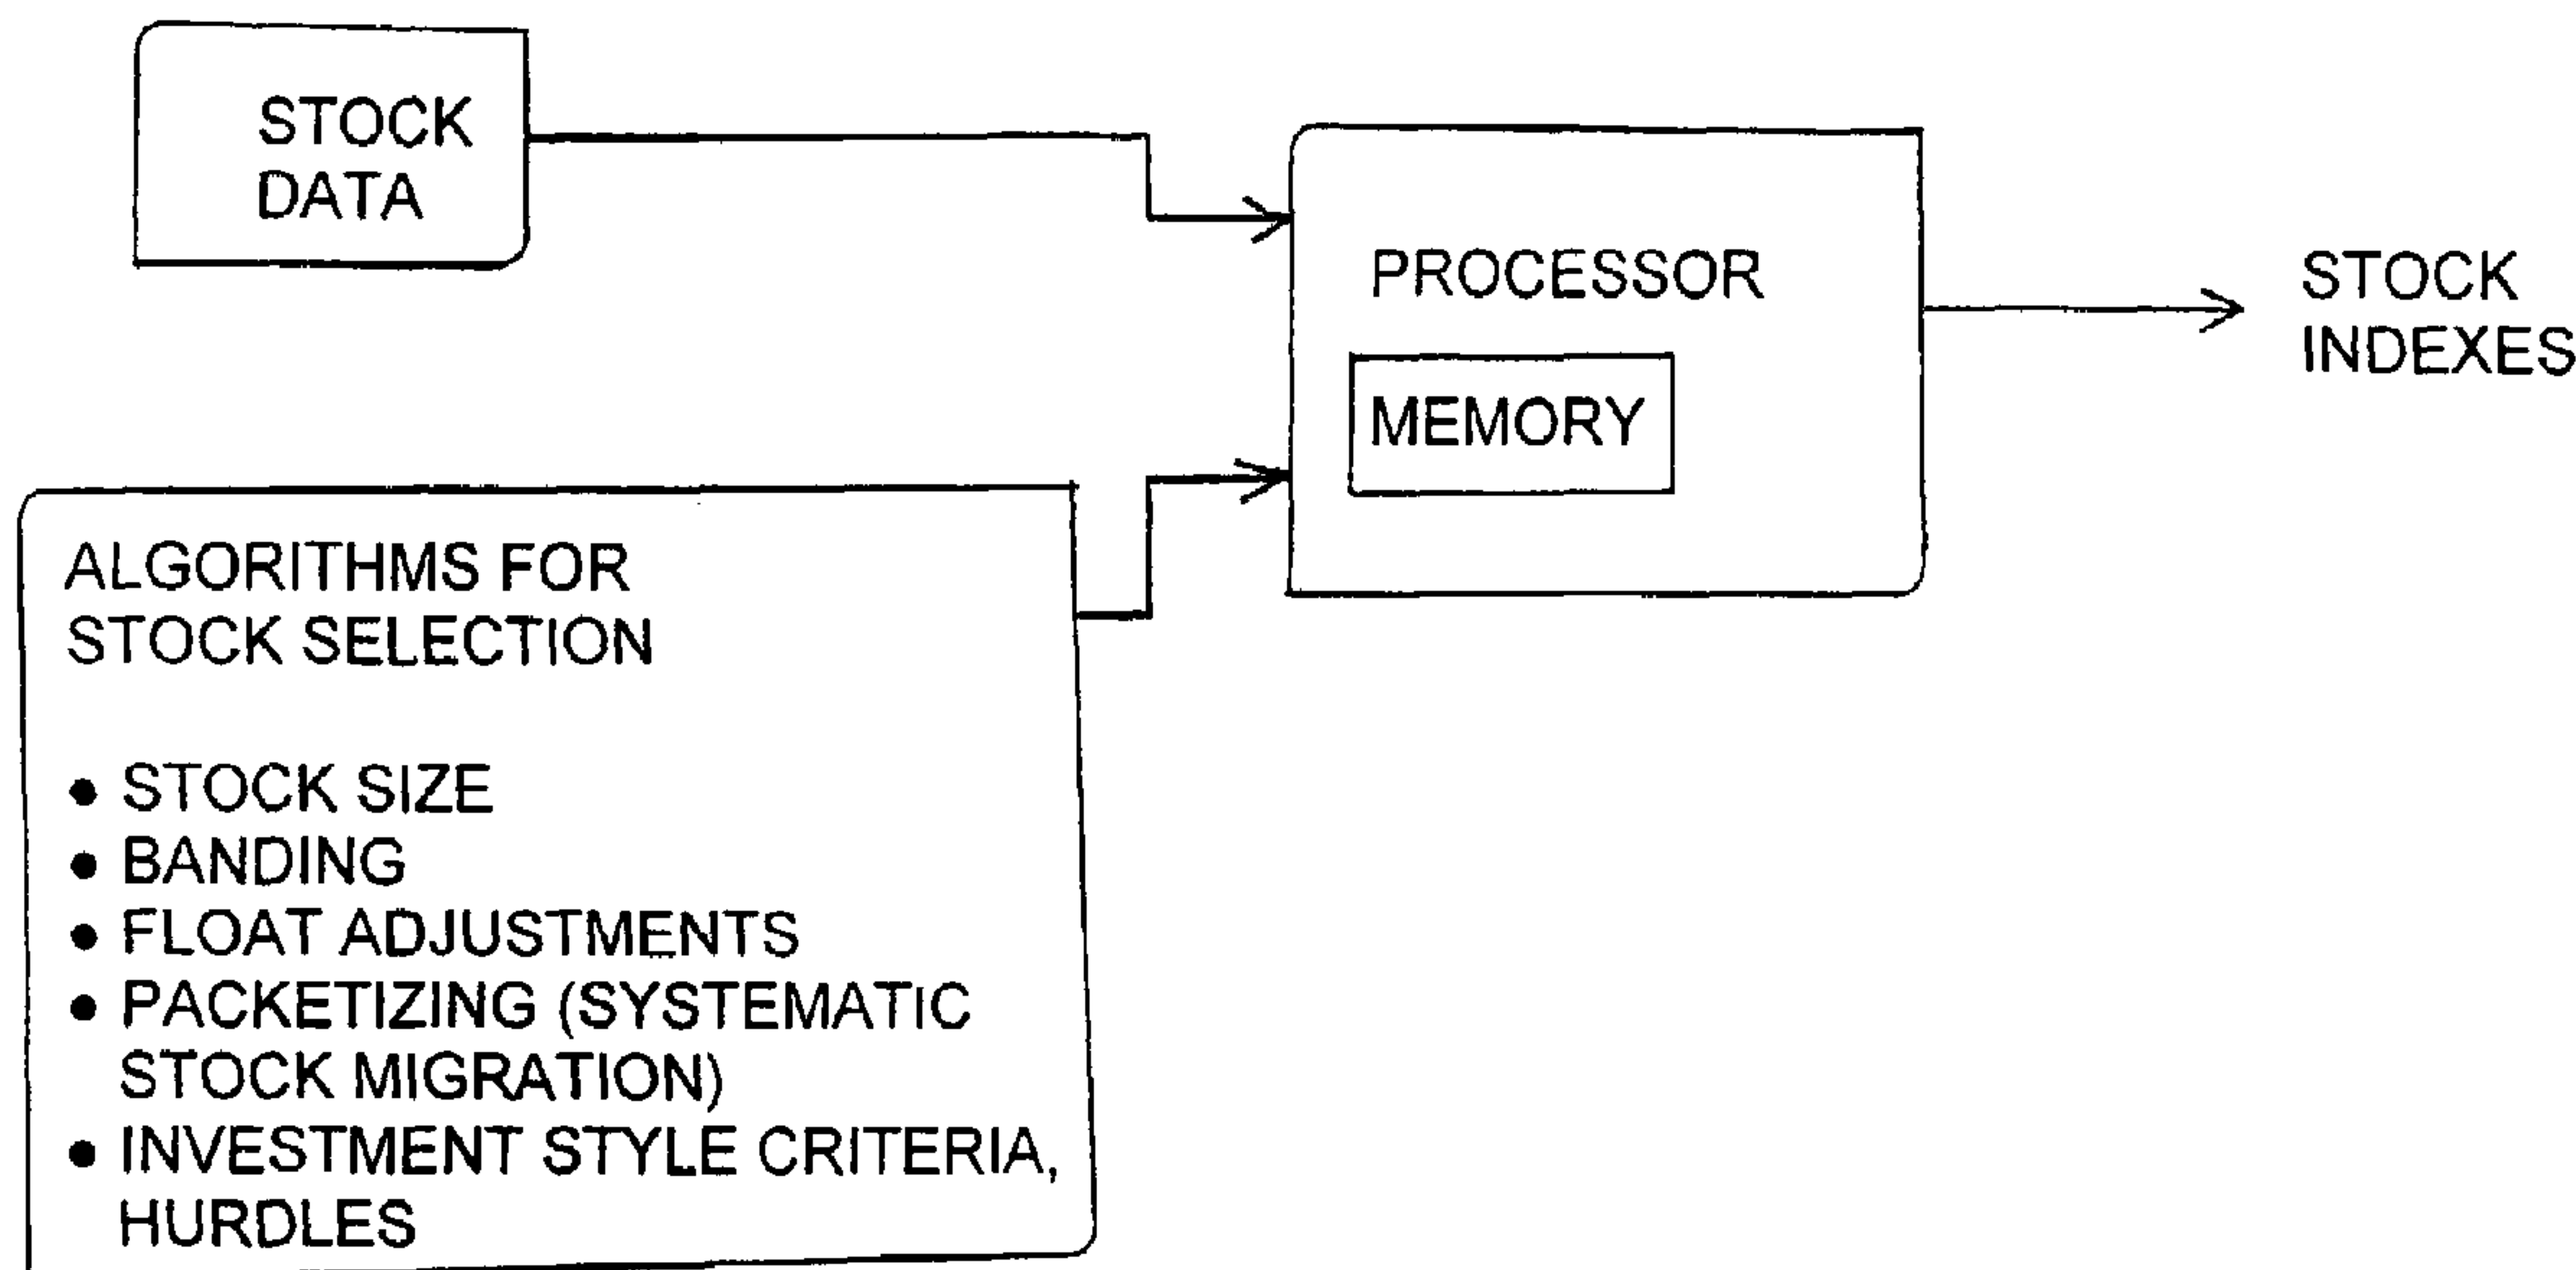 STOCK
DATA
PROCESSOR
MEMORY
STOCK
INDEXES
ALGORITHMS FOR
STOCK SELECTION
• STOCK SIZE
• BANDING
• FLOAT ADJUSTMENTS
• PACKETIZING (SYSTEMATIC
STOCK MIGRATION)
• INVESTMENT STYLE CRITERIA,
HURDLES